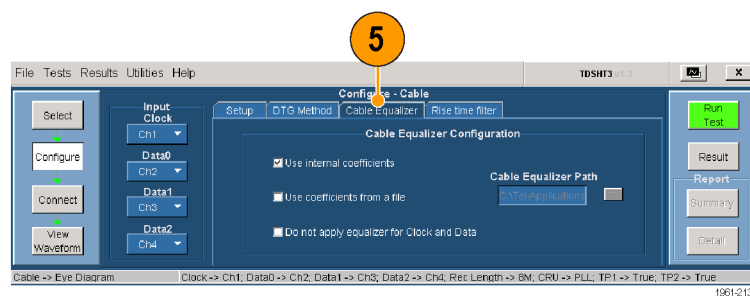 5
File Tests Results Utilities Help
TDSHT3 v1-3
X
Configure - Cable
Select
Configure
Connect
View
Waveform
Input
Clock
Ch1
Data0
Ch2
Data1
Ch3
Data2
Ch4
Setup DTG Method Cable Equalizer Rise time filter
Cable Equalizer Configuration
Use internal coefficients
Use coefficients from a file
Do not apply equalizer for Clock and Data
Cable Equalizer Path
C:\TekApplications
Run
Test
Result
Report
Summary
Detail
Cable -> Eye Diagram
Clock -> Ch1; Data0 -> Ch2; Data1 -> Ch3; Data2 -> Ch4; Rec Length -> 8M; CRU -> PLL; TP1 -> True; TP2 -> True